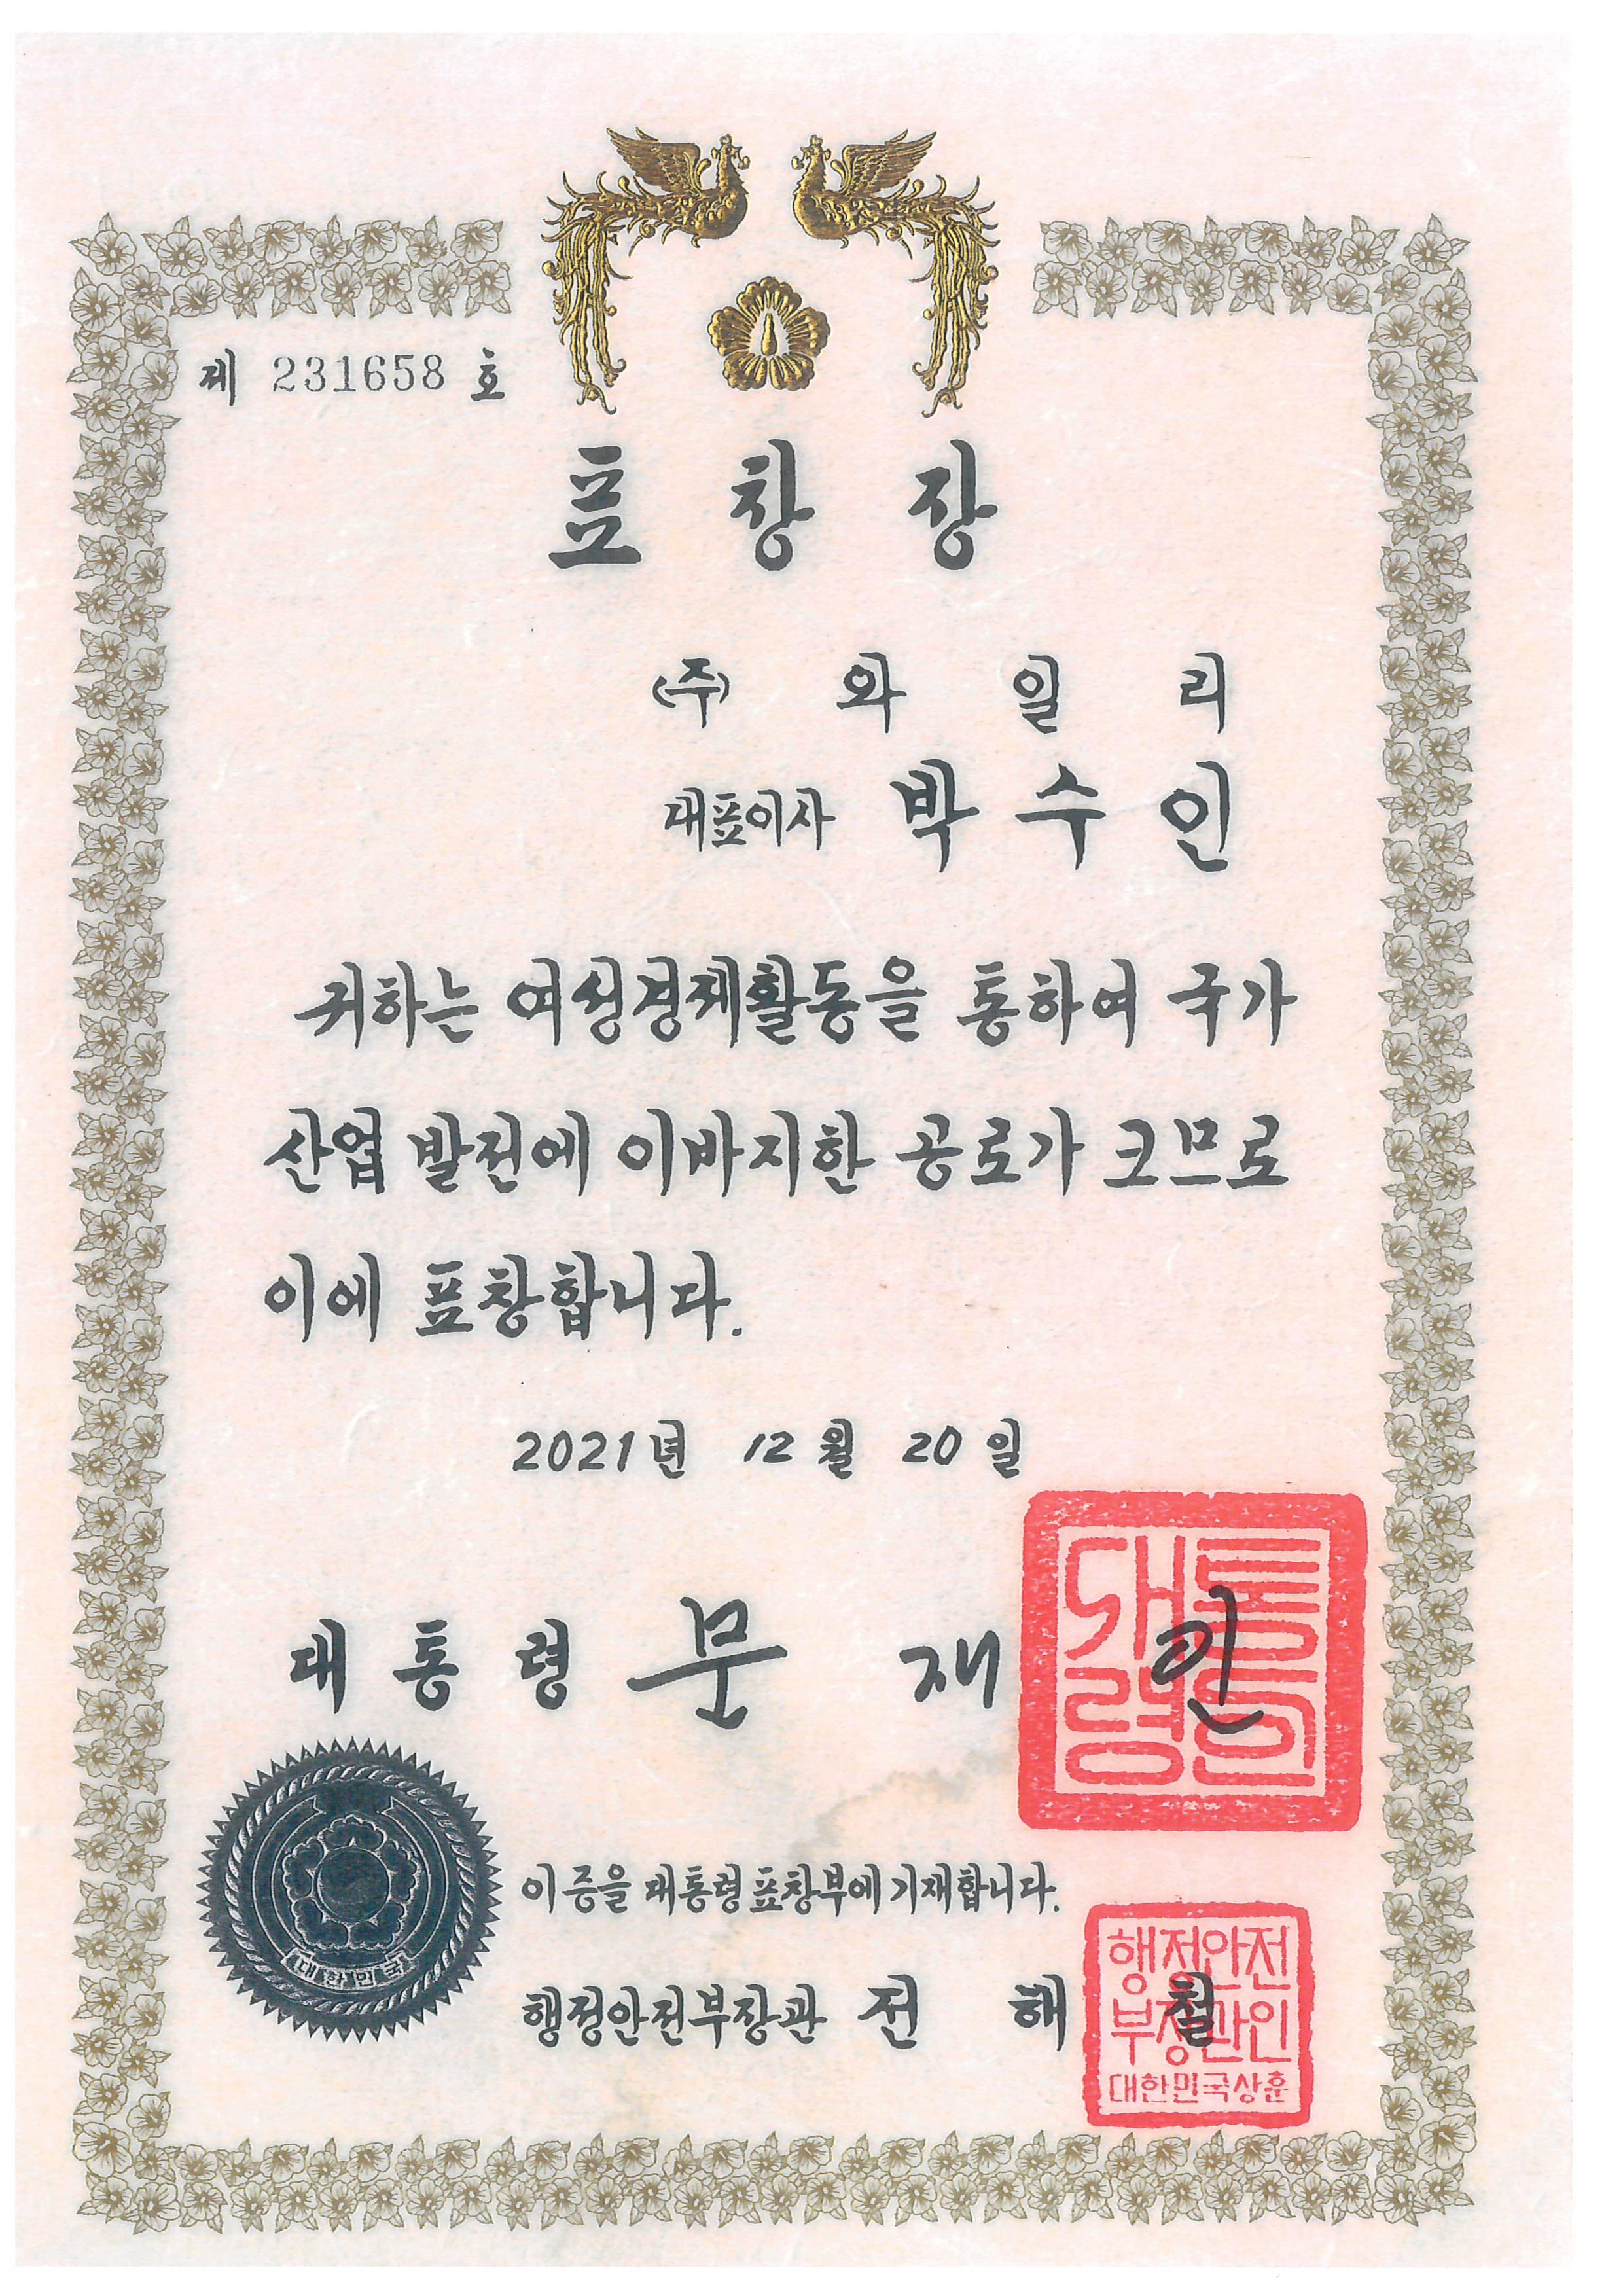 제 231658 호
표 창 장
(주) 와 일 리
대표이사 박 수 인
귀하는 여성경제활동을 통하여 국가
산업 발전에 이바지한 공로가 크므로
이에 표창합니다.
2021년 12월 20일
대 통 령 문 재 인
대통
령인
대한민국
이 증을 대통령표창부에 기재합니다.
행정안전부장관 전 해 철
행정안전
부장관인
대한민국상훈